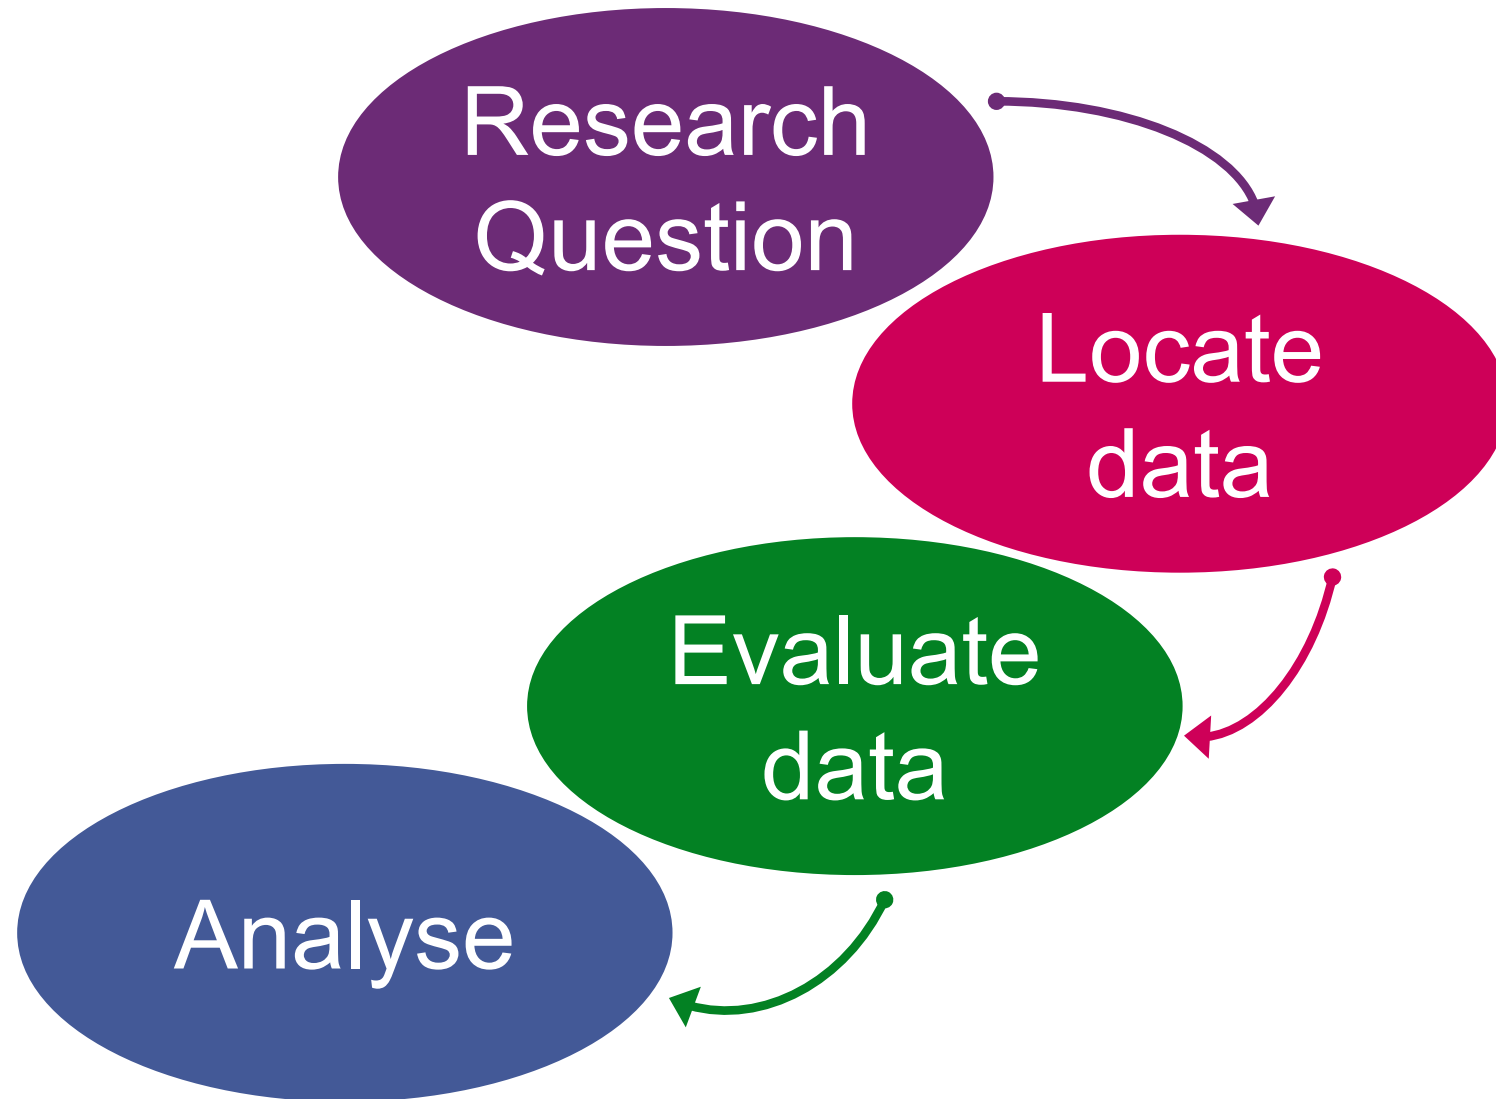 Research
Question
Locate
data
Evaluate
data
Analyse